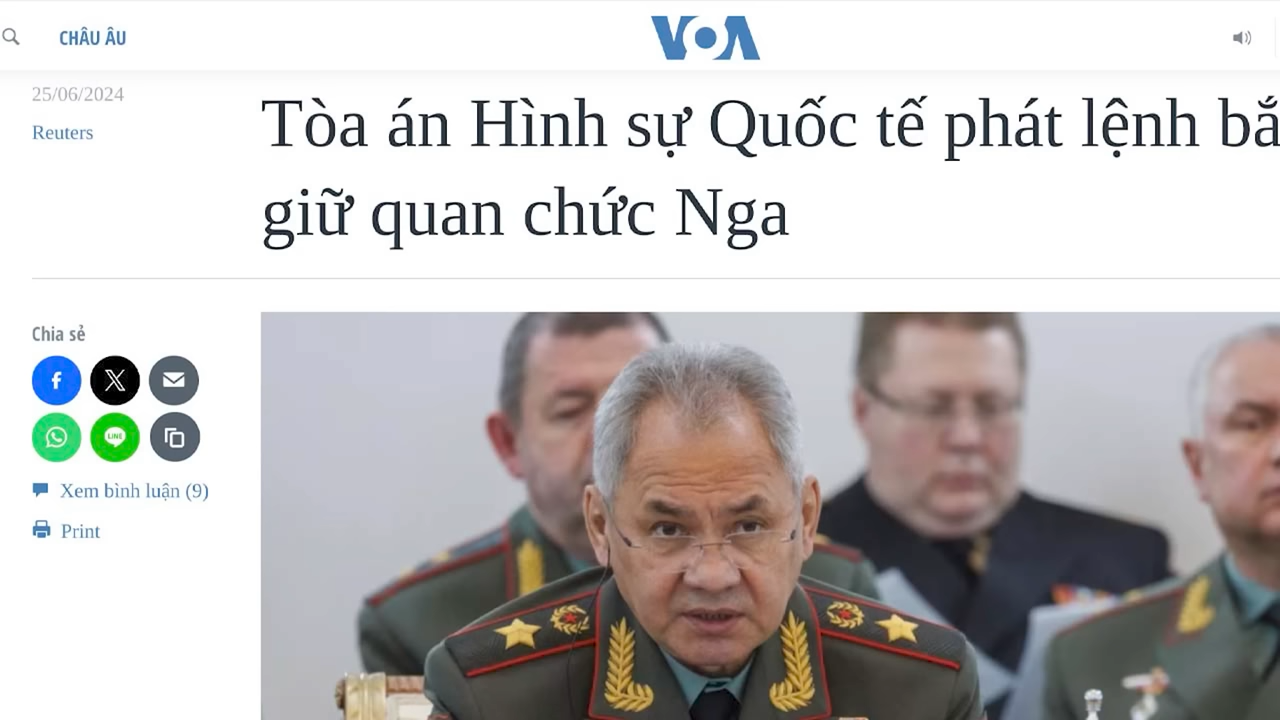 CHÂU ÂU
VOA
25/06/2024
Reuters
Tòa án Hình sự Quốc tế phát lệnh bắ
giữ quan chức Nga
Chia sẻ
LINE
Xem bình luận (9)
Print